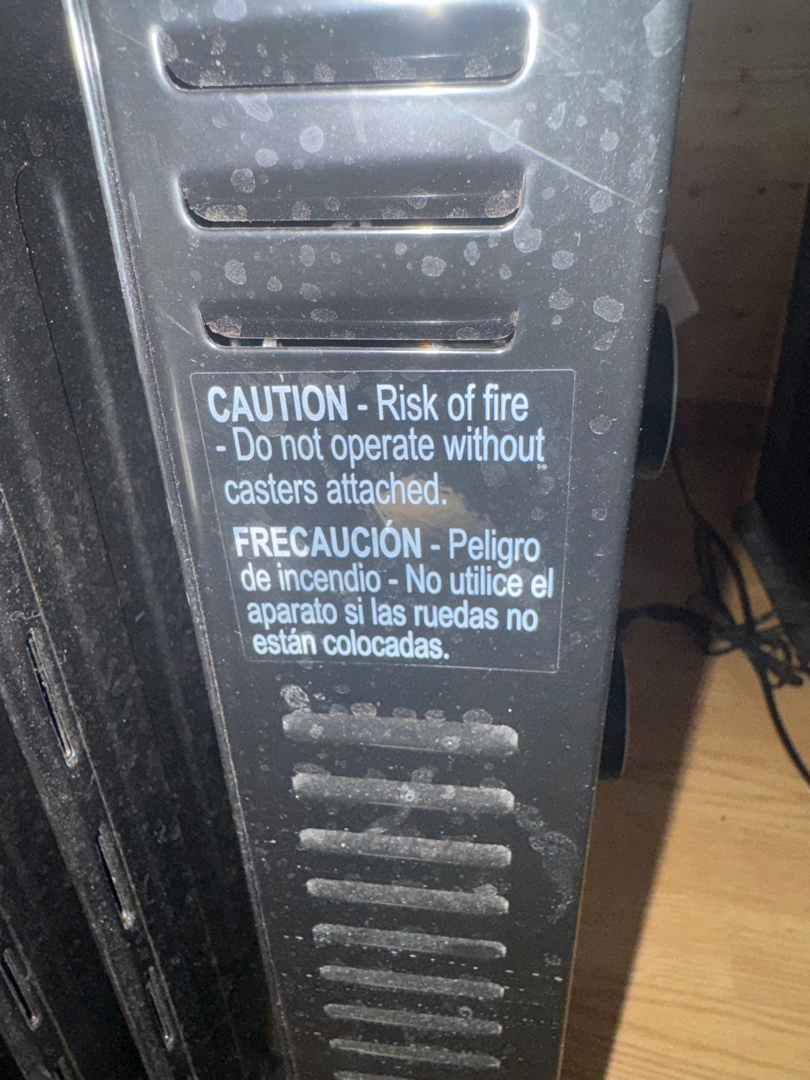 CAUTION - Risk of fire
- Do not operate without
casters attached.
FRECAUCIÓN - Peligro
de incendio - No utilice el
aparato si las ruedas no
están colocadas.